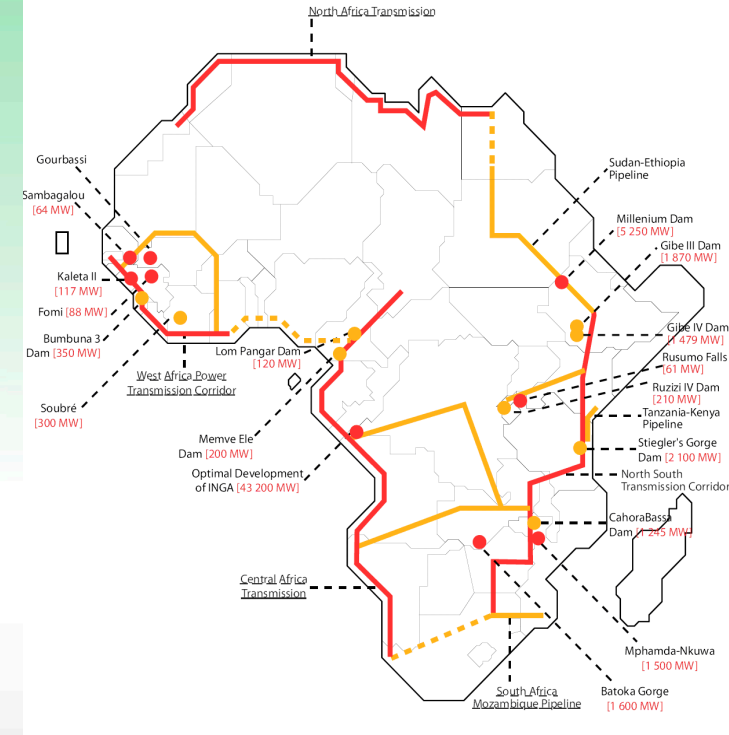 North Africa Transmission
Gourbassi
Sambagalou
[64 MW]
Kaleta II
[117 MW]
Fomi [88 MW]
Bumbuna 3
Dam [350 MW]
Soubré
[300 MW]
West Africa Power
Transmission Corridor
Lom Pangar Dam
[120 MW]
Memve Ele
Dam [200 MW]
Optimal Development
of INGA [43 200 MW]
Central Africa
Transmission
Sudan-Ethiopia
Pipeline
Millenium Dam
[5 250 MW]
Gibe III Dam
[1 870 MW]
Gibe IV Dam
[1 479 MW]
Rusumo Falls
[61 MW]
Ruzizi IV Dam
[210 MW]
Tanzania-Kenya
Pipeline
Stiegler's Gorge
Dam [2 100 MW]
North South
Transmission Corridor
CahoraBassa
Dam [1 245 MW]
Mphamda-Nkuwa
[1 500 MW]
Batoka Gorge
[1 600 MW]
South Africa
Mozambique Pipeline